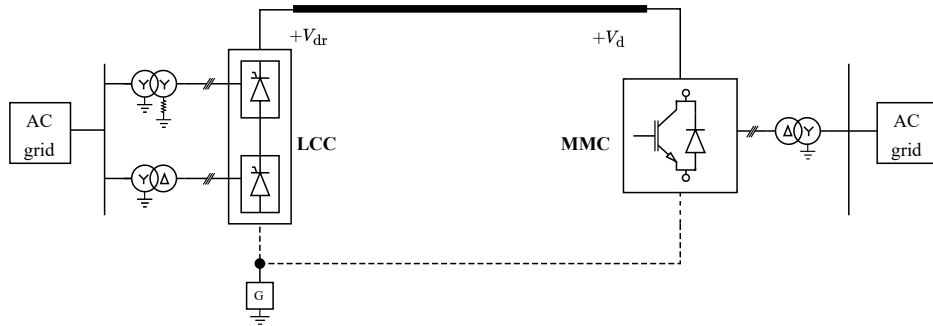 +Vdr
+Vd
Y Y
AC
grid
LCC
MMC
Δ Y
AC
grid
Y Δ
G